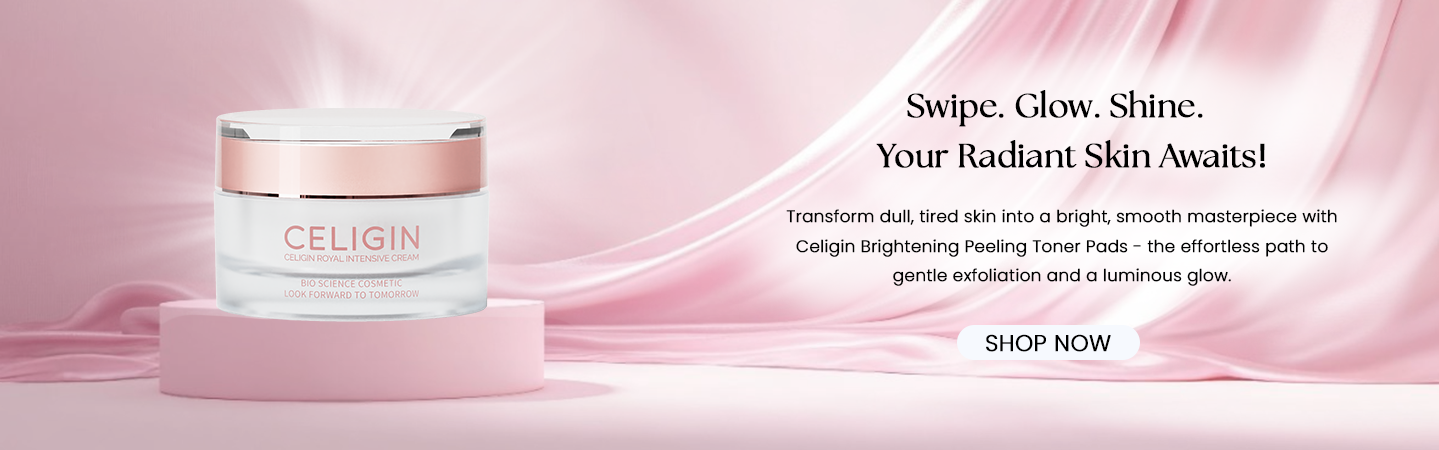 CELIGIN
CELIGIN ROYAL INTENSIVE CREAM
BIO SCIENCE COSMETIC
LOOK FORWARD TO TOMORROW
Swipe. Glow. Shine.
Your Radiant Skin Awaits!
Transform dull, tired skin into a bright, smooth masterpiece with
Celigin Brightening Peeling Toner Pads - the effortless path to
gentle exfoliation and a luminous glow.
SHOP NOW